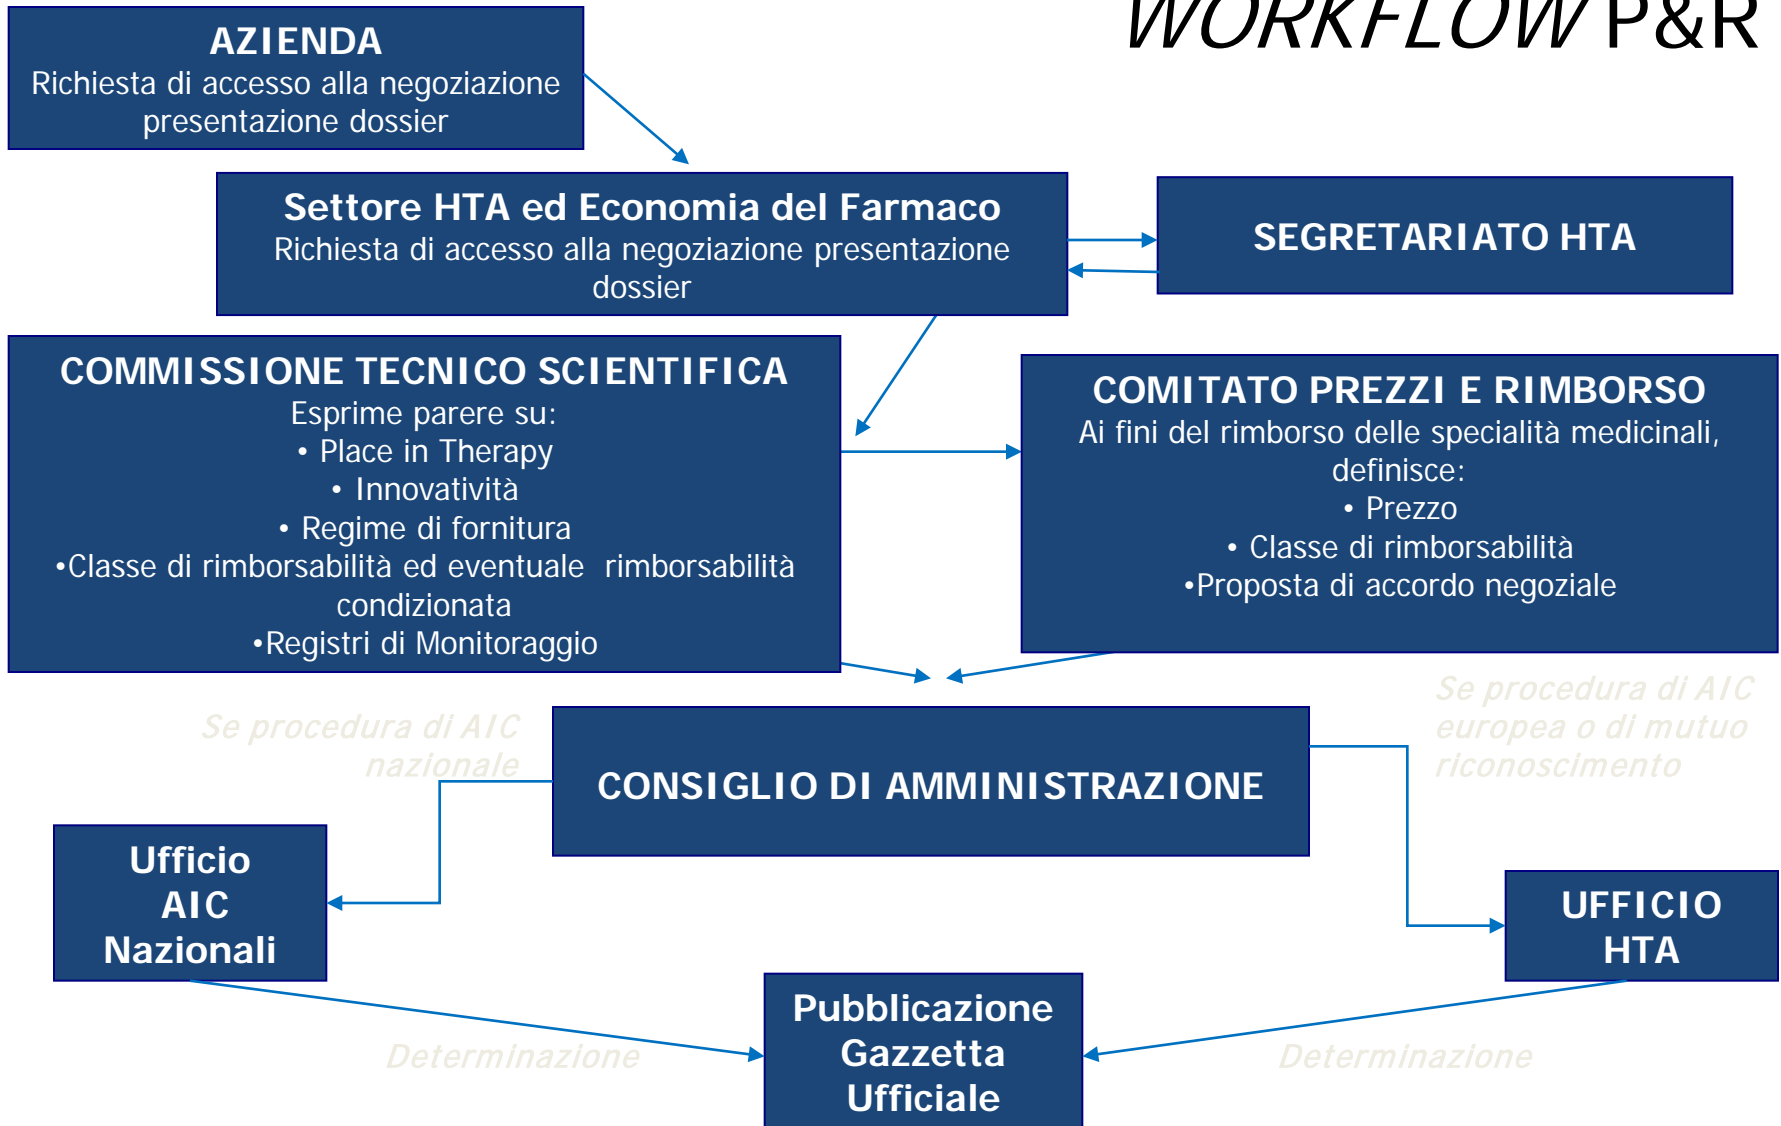 WORKFLOW P&R
AZIENDA
Richiesta di accesso alla negoziazione
presentazione dossier
Settore HTA ed Economia del Farmaco
Richiesta di accesso alla negoziazione presentazione
dossier
SEGRETARIATO HTA
COMMISSIONE TECNICO SCIENTIFICA
Esprime parere su:
• Place in Therapy
• Innovatività
• Regime di fornitura
•Classe di rimborsabilità ed eventuale rimborsabilità
condizionata
•Registri di Monitoraggio
COMITATO PREZZI E RIMBORSO
Ai fini del rimborso delle specialità medicinali,
definisce:
• Prezzo
• Classe di rimborsabilità
•Proposta di accordo negoziale
Se procedura di AIC
nazionale
Se procedura di AIC
europea o di mutuo
riconoscimento
CONSIGLIO DI AMMINISTRAZIONE
Ufficio
AIC
Nazionali
UFFICIO
HTA
Determinazione
Pubblicazione
Gazzetta
Ufficiale
Determinazione